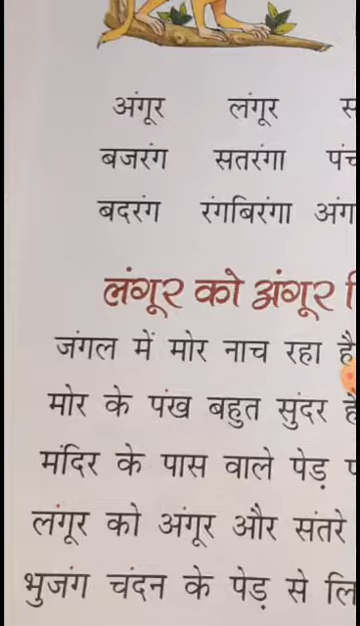 अंगूर लंगूर
बजरंग सतरंगा
बदरंग रंगबिरंगा
लंगूर को अंगूर
जंगल में मोर नाच रहा है
मोर के पंख बहुत सुंदर
मंदिर के पास वाले पेड़
लंगूर को अंगूर और संतरे
भुजंग चंदन के पेड़ से